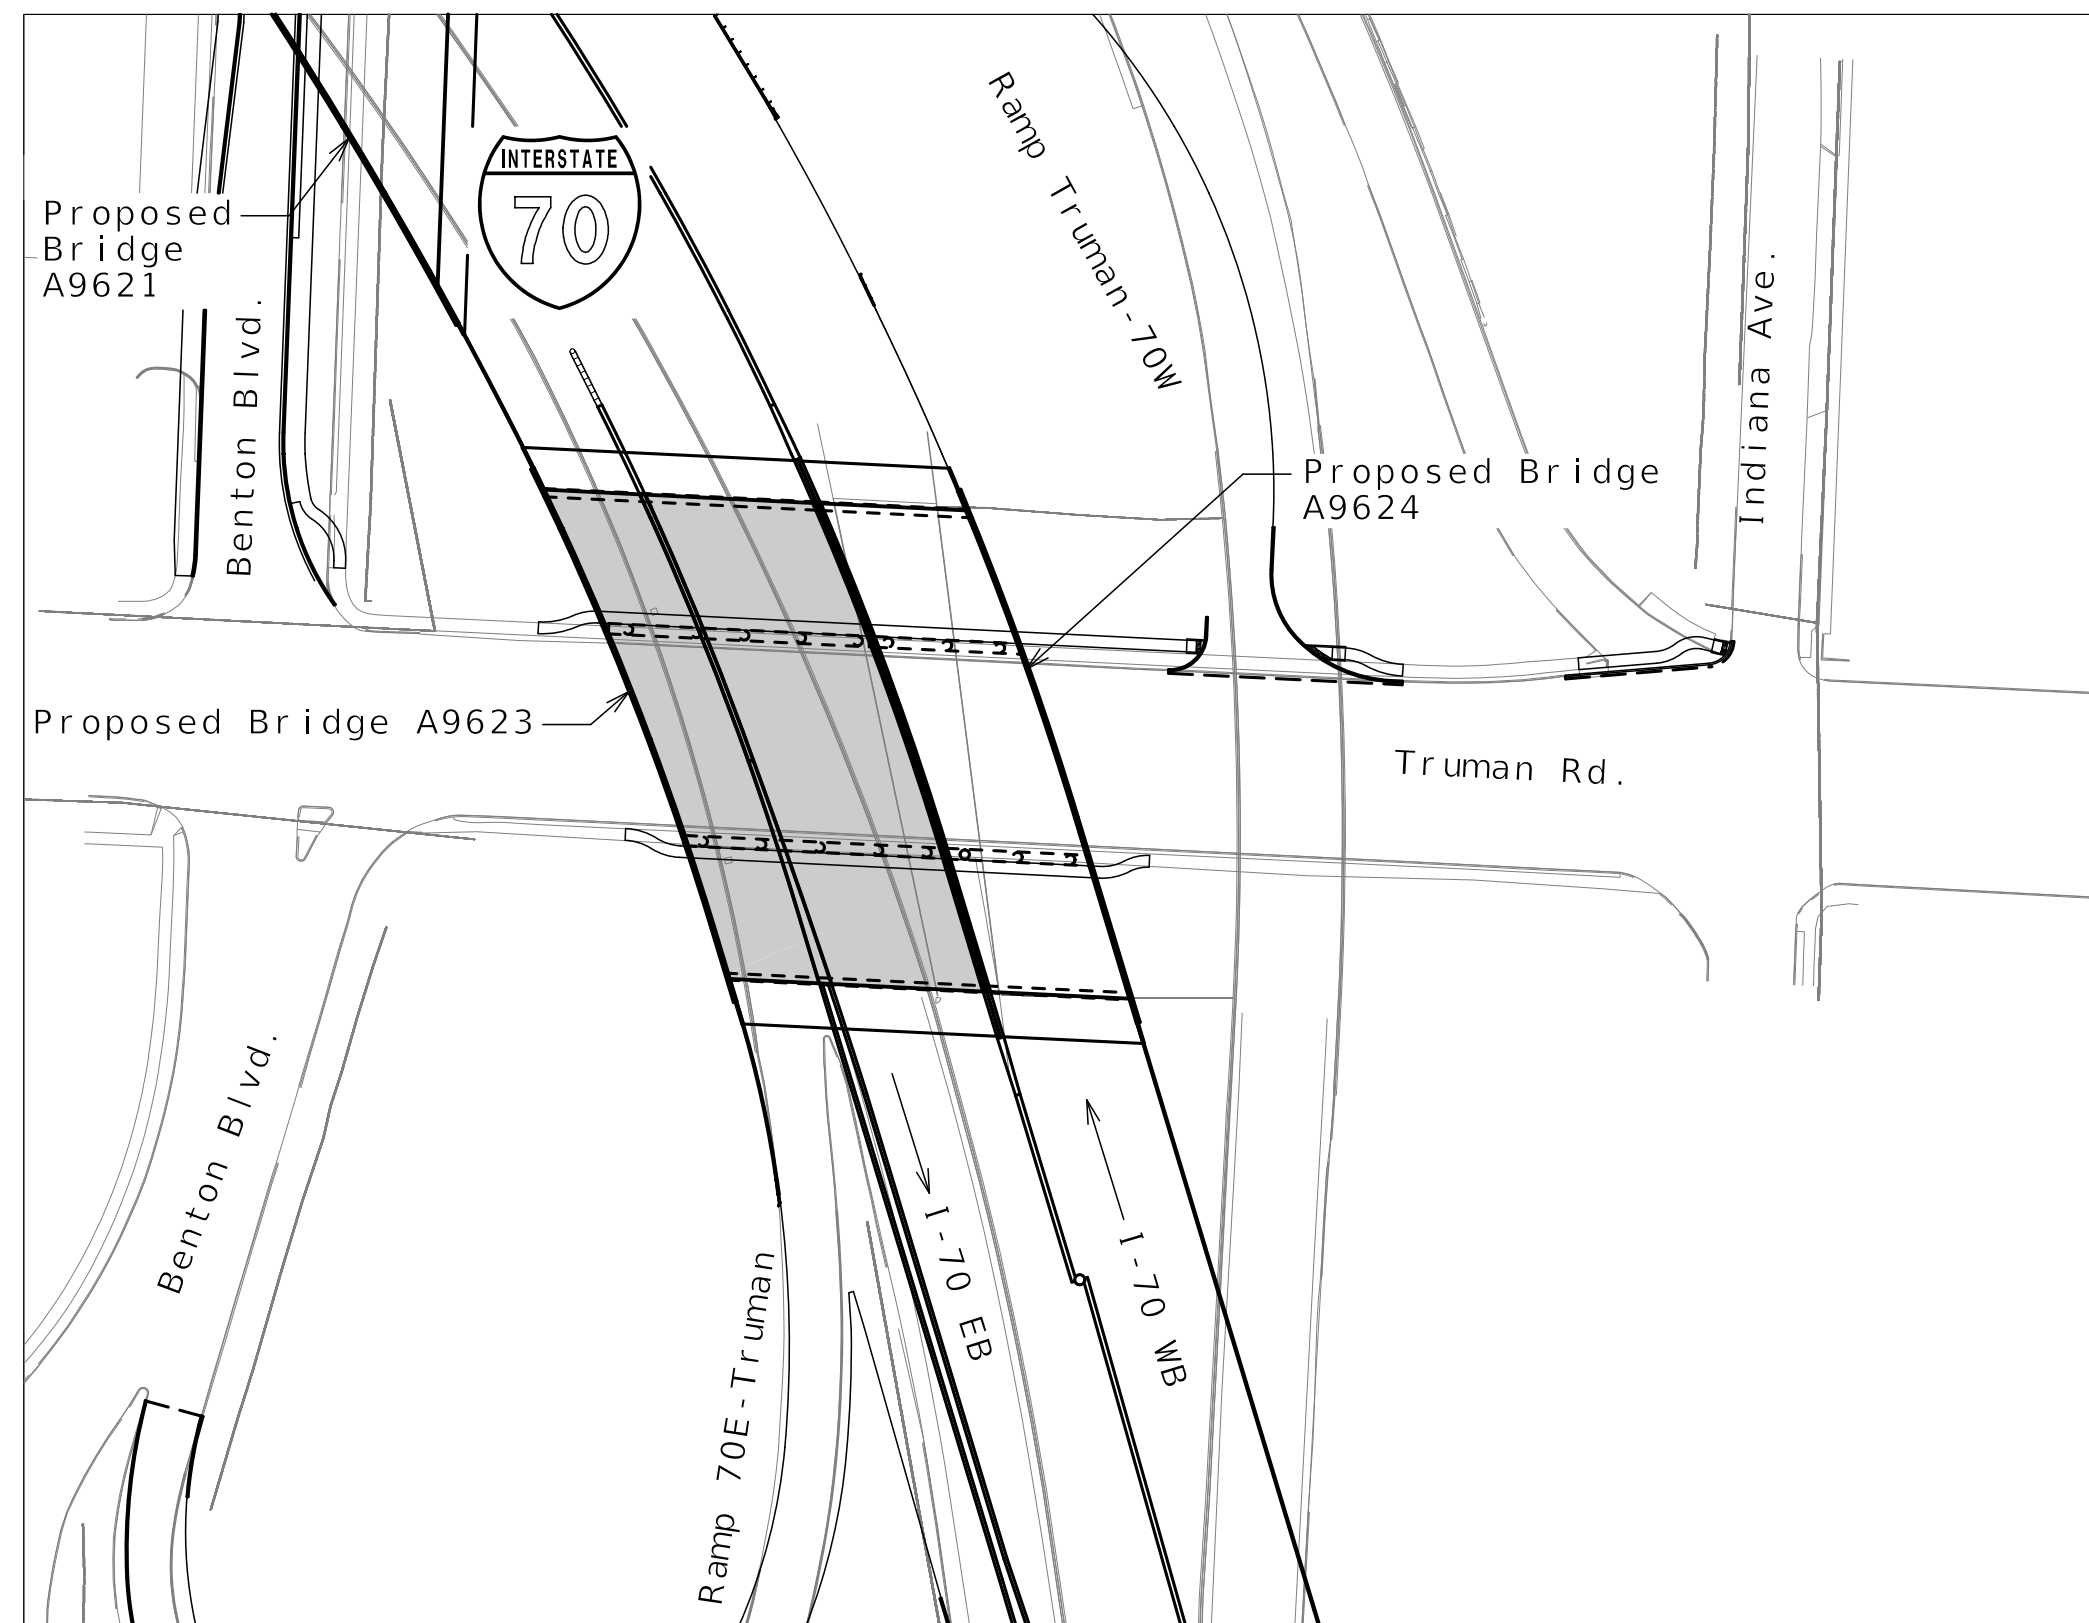 Ramp Truman-70W
INTERSTATE
70
Proposed
Bridge
A9621
Benton Blvd.
Indiana Ave.
Proposed Bridge
A9624
Proposed Bridge A9623
Truman Rd.
Benton Blvd.
I-70 EB
I-70 WB
Ramp 70E-Truman